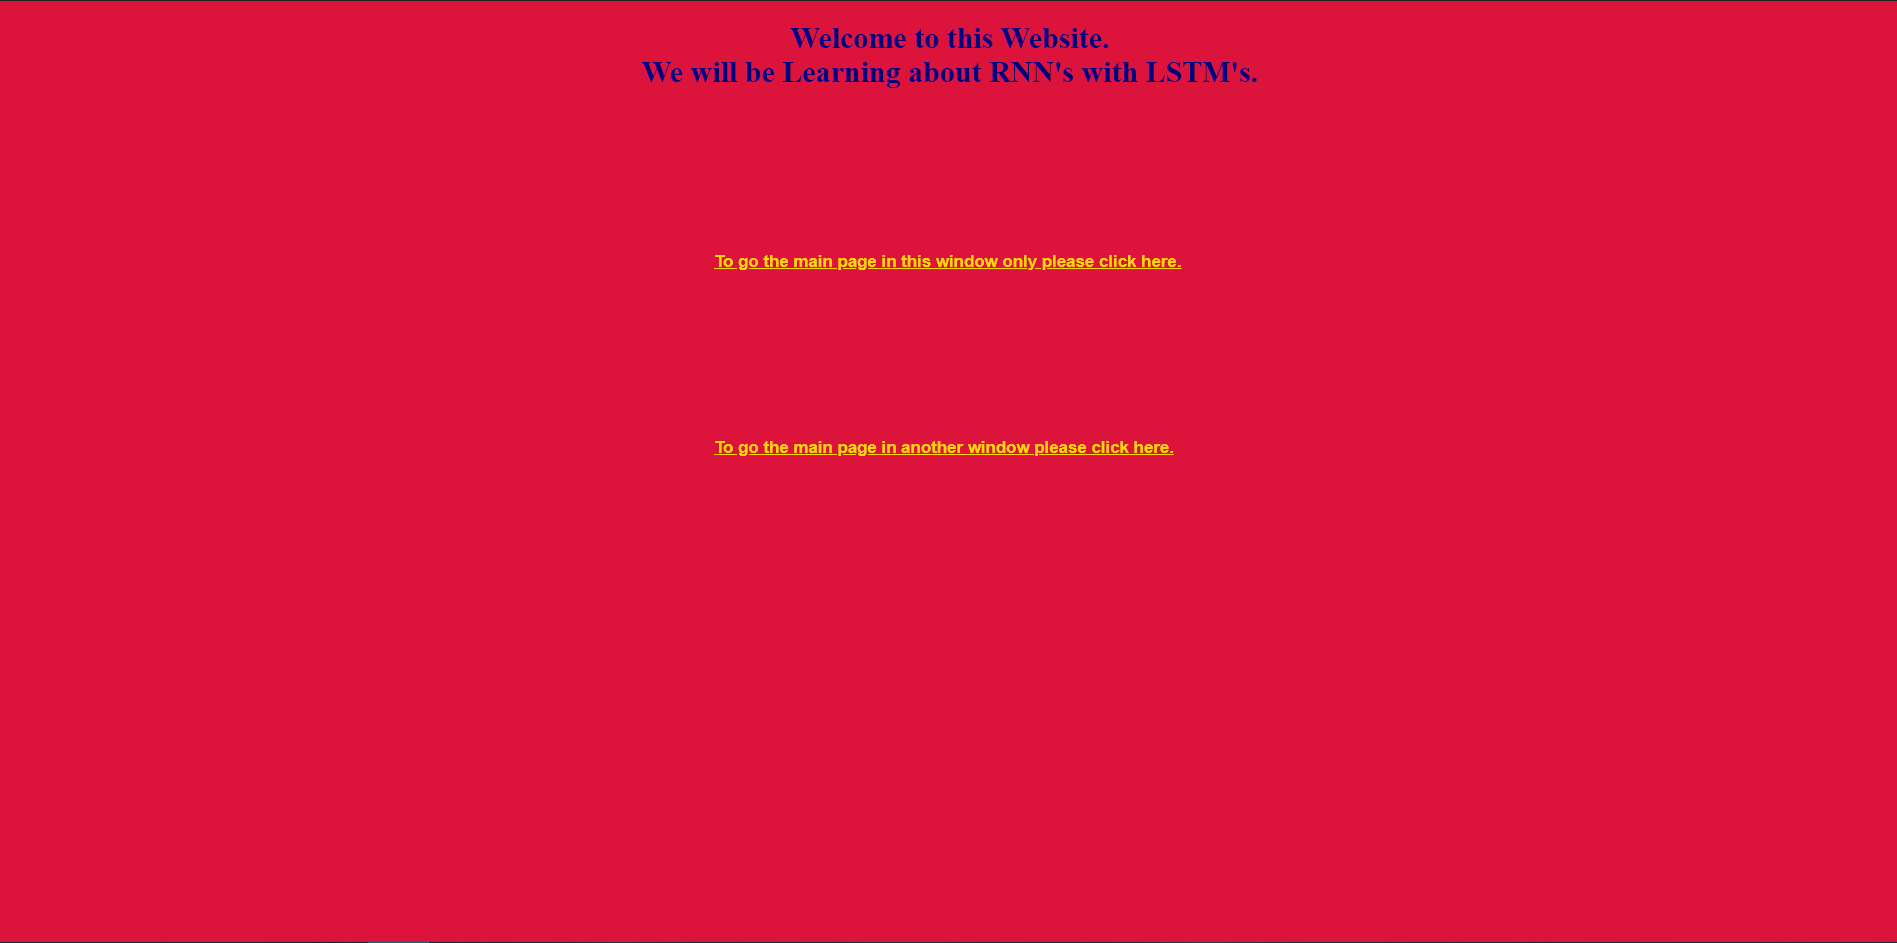 Welcome to this Website.
We will be Learning about RNN's with LSTM's.
To go the main page in this window only please click here.
To go the main page in another window please click here.